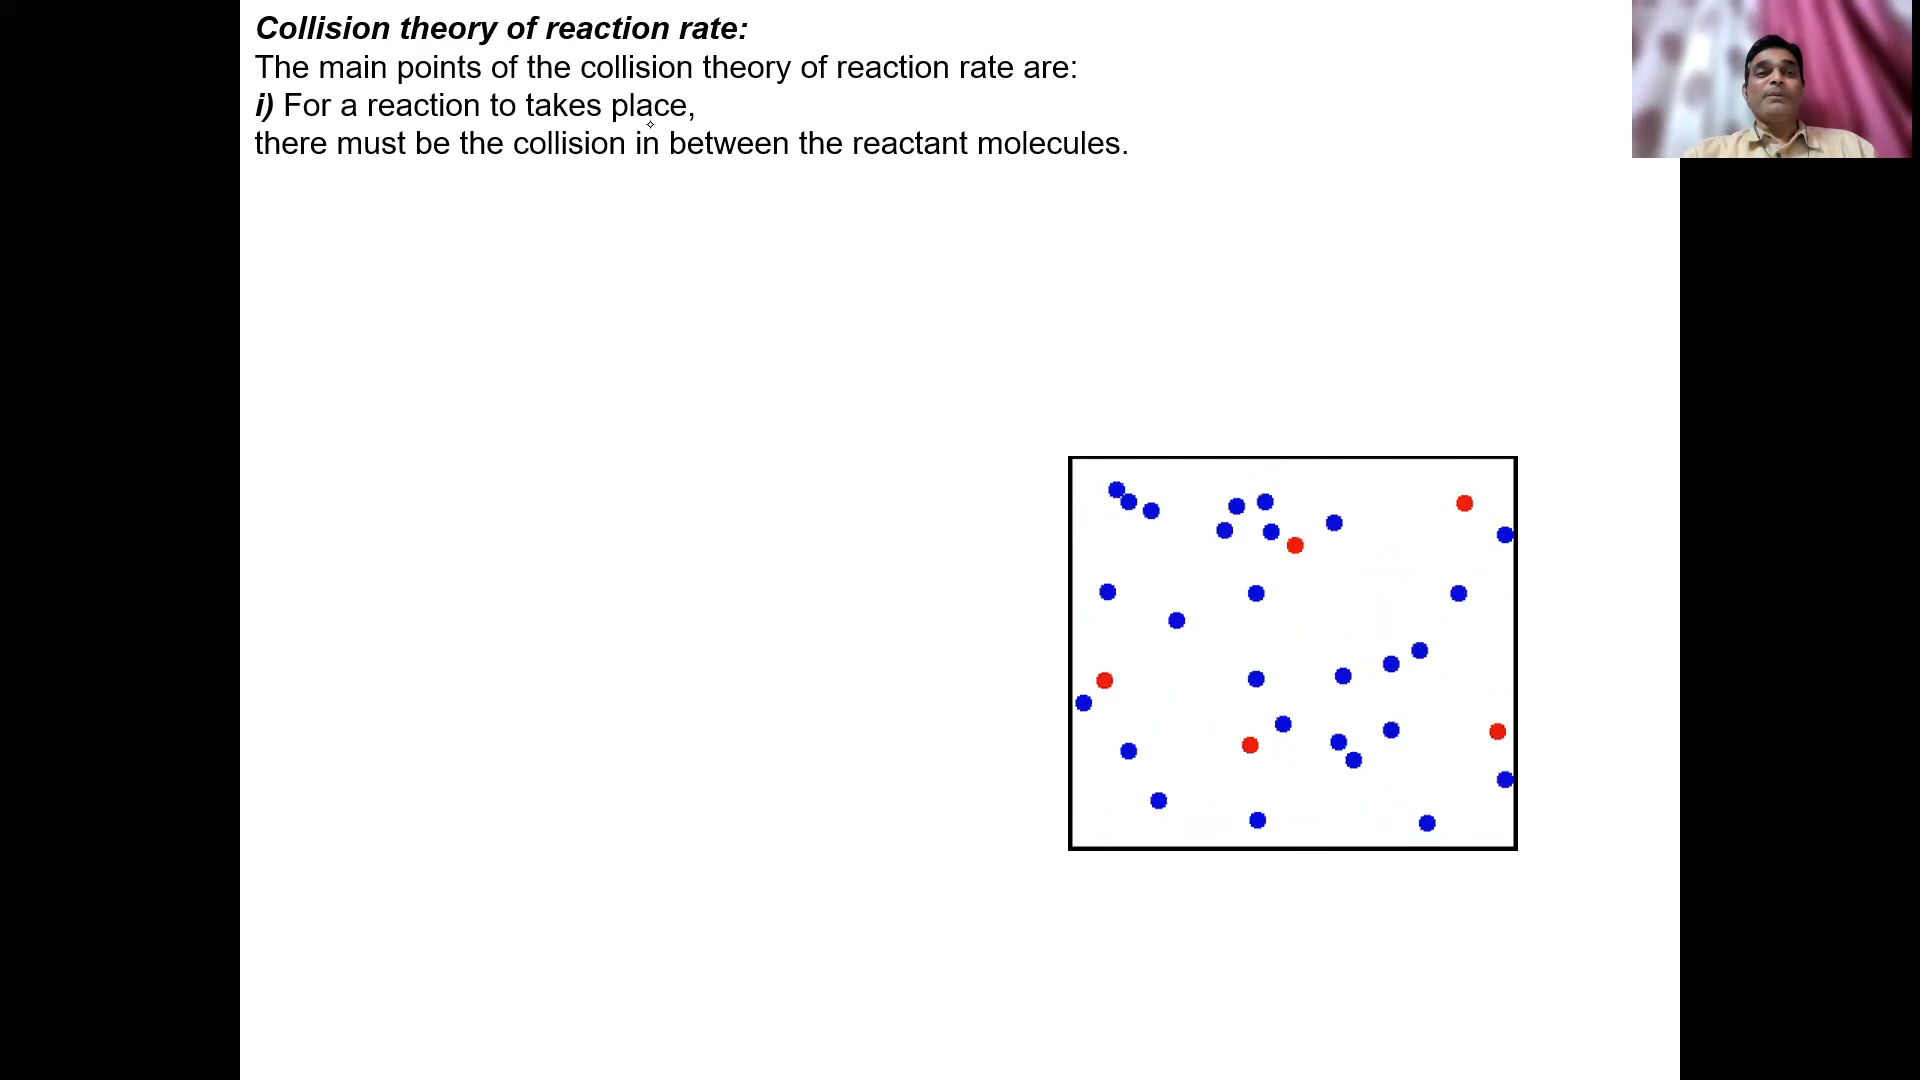 Collision theory of reaction rate:
The main points of the collision theory of reaction rate are:
i) For a reaction to takes place,
there must be the collision in between the reactant molecules.